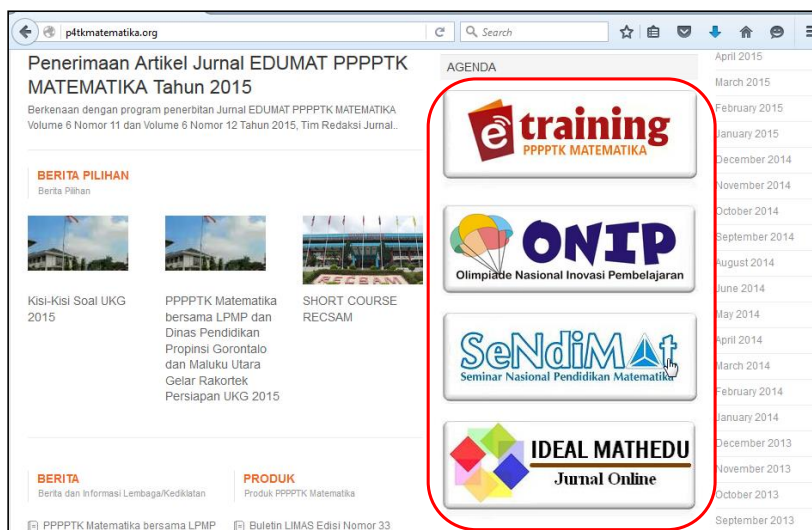 p4tkmatematika.org
Search
Penerimaan Artikel Jurnal EDUMAT PPPPTK
MATEMATIKA Tahun 2015
Berkenaan dengan program penerbitan Jurnal EDUMAT PPPPTK MATEMATIKA
Volume 6 Nomor 11 dan Volume 6 Nomor 12 Tahun 2015, Tim Redaksi Jurnal..
BERITA PILIHAN
Berita Pilihan
Kisi-Kisi Soal UKG
2015
PPPPTK Matematika
bersama LPMP dan
Dinas Pendidikan
Propinsi Gorontalo
dan Maluku Utara
Gelar Rakortek
Persiapan UKG 2015
RECSAM
SHORT COURSE
RECSAM
BERITA
Berita dan Informasi Lembaga/Kediklatan
PPPPTK Matematika bersama LPMP
PRODUK
Produk PPPPTK Matematika
Buletin LIMAS Edisi Nomor 33
AGENDA
e training
PPPPTK MATEMATIKA
ONIP
Olimpiade Nasional Inovasi Pembelajaran
SeNdiMat
Seminar Nasional Pendidikan Matematika
IDEAL MATHEDU
Jurnal Online
April 2015
March 2015
February 2015
January 2015
December 2014
November 2014
October 2014
September 2014
August 2014
June 2014
May 2014
April 2014
March 2014
February 2014
January 2014
December 2013
November 2013
October 2013
September 2013